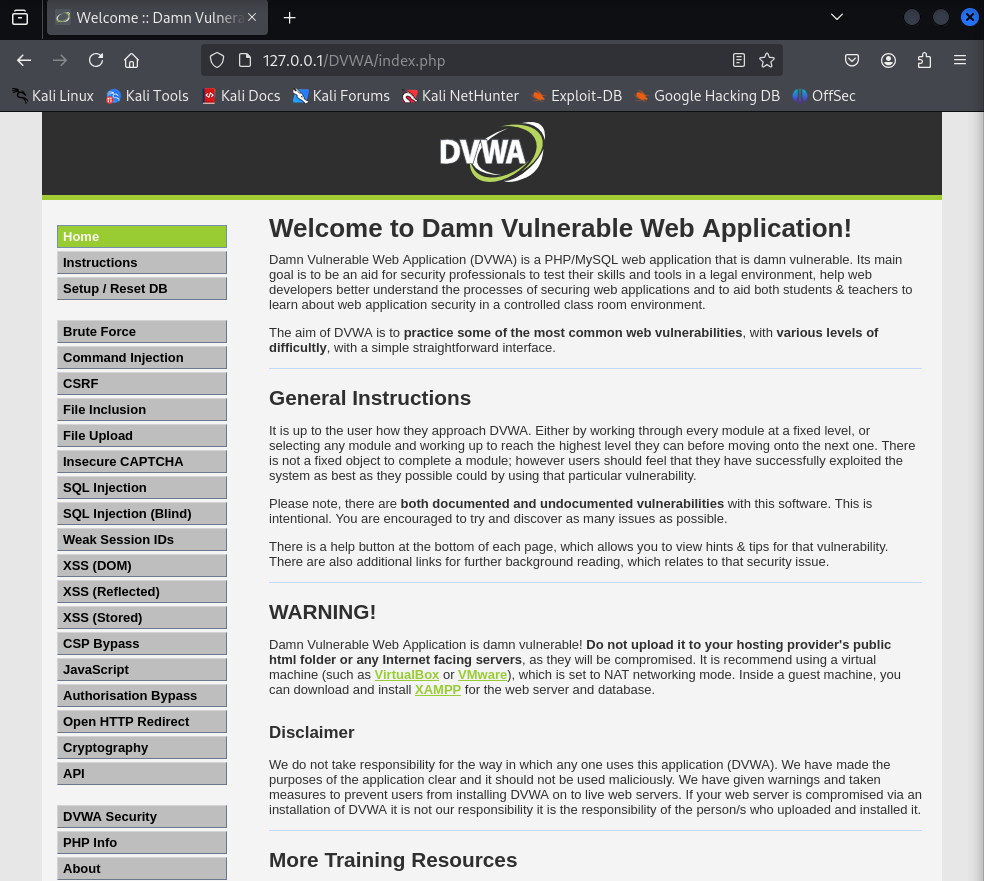 Welcome :: Damn Vulnera
127.0.0.1/DVWA/index.php
Kali Linux Kali Tools Kali Docs Kali Forums Kali NetHunter Exploit-DB Google Hacking DB OffSec
DVWA
Home
Instructions
Setup / Reset DB
Brute Force
Command Injection
CSRF
File Inclusion
File Upload
Insecure CAPTCHA
SQL Injection
SQL Injection (Blind)
Weak Session IDs
XSS (DOM)
XSS (Reflected)
XSS (Stored)
CSP Bypass
JavaScript
Authorisation Bypass
Open HTTP Redirect
Cryptography
API
DVWA Security
PHP Info
About
Welcome to Damn Vulnerable Web Application!
Damn Vulnerable Web Application (DVWA) is a PHP/MySQL web application that is damn vulnerable. Its main
goal is to be an aid for security professionals to test their skills and tools in a legal environment, help web
developers better understand the processes of securing web applications and to aid both students & teachers to
learn about web application security in a controlled class room environment.
The aim of DVWA is to practice some of the most common web vulnerabilities, with various levels of
difficultly, with a simple straightforward interface.
General Instructions
It is up to the user how they approach DVWA. Either by working through every module at a fixed level, or
selecting any module and working up to reach the highest level they can before moving onto the next one. There
is not a fixed object to complete a module; however users should feel that they have successfully exploited the
system as best as they possible could by using that particular vulnerability.
Please note, there are both documented and undocumented vulnerabilities with this software. This is
intentional. You are encouraged to try and discover as many issues as possible.
There is a help button at the bottom of each page, which allows you to view hints & tips for that vulnerability.
There are also additional links for further background reading, which relates to that security issue.
WARNING!
Damn Vulnerable Web Application is damn vulnerable! Do not upload it to your hosting provider's public
html folder or any Internet facing servers, as they will be compromised. It is recommend using a virtual
machine (such as VirtualBox or VMware), which is set to NAT networking mode. Inside a guest machine, you
can download and install XAMPP for the web server and database.
Disclaimer
We do not take responsibility for the way in which any one uses this application (DVWA). We have made the
purposes of the application clear and it should not be used maliciously. We have given warnings and taken
measures to prevent users from installing DVWA on to live web servers. If your web server is compromised via an
installation of DVWA it is not our responsibility it is the responsibility of the person/s who uploaded and installed it.
More Training Resources